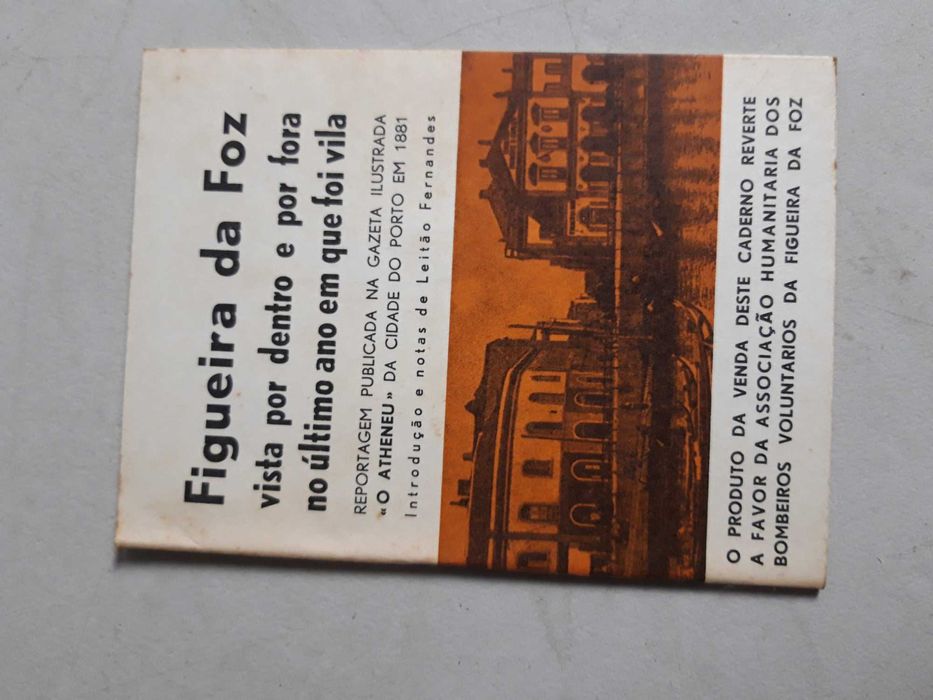 Figueira da Foz
vista por dentro e por fora
no último ano em que foi vila
REPORTAGEM PUBLICADA NA GAZETA ILUSTRADA
«O ATHENEU» DA CIDADE DO PORTO EM 1881
Introdução e notas de Leitão Fernandes
O PRODUTO DA VENDA DESTE CADERNO REVERTE
A FAVOR DA ASSOCIAÇÃO HUMANITARIA DOS
BOMBEIROS VOLUNTARIOS DA FIGUEIRA DA FOZ